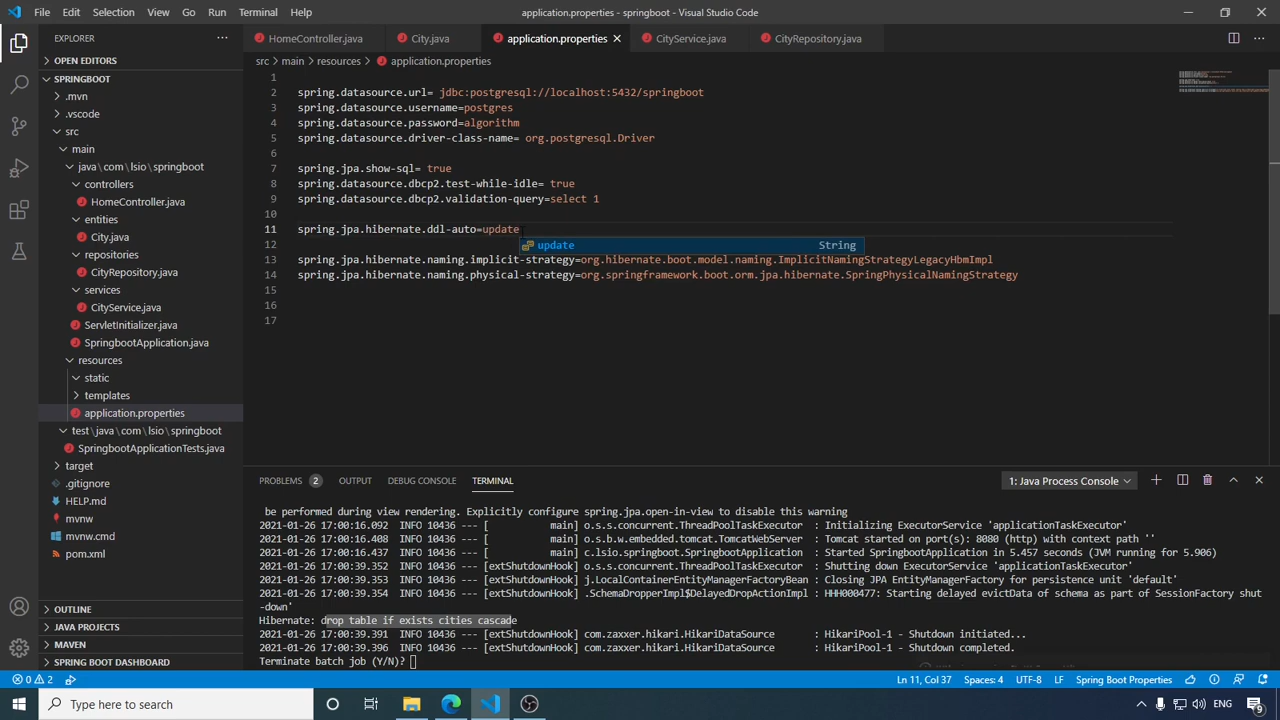 File Edit Selection View Go Run Terminal Help
application.properties - springboot - Visual Studio Code
EXPLORER
OPEN EDITORS
SPRINGBOOT
.mvn
.vscode
src
main
java\com\lsio\springboot
controllers
HomeController.java
entities
City.java
repositories
CityRepository.java
services
CityService.java
ServletInitializer.java
SpringbootApplication.java
resources
static
templates
application.properties
test\java\com\lsio\springboot
SpringbootApplicationTests.java
target
.gitignore
HELP.md
mvnw
mvnw.cmd
pom.xml
OUTLINE
JAVA PROJECTS
MAVEN
SPRING BOOT DASHBOARD
HomeController.java City.java application.properties CityService.java CityRepository.java
src > main > resources > application.properties
1
2 spring.datasource.url= jdbc:postgresql://localhost:5432/springboot
3 spring.datasource.username=postgres
4 spring.datasource.password=algorithm
5 spring.datasource.driver-class-name= org.postgresql.Driver
6
7 spring.jpa.show-sql= true
8 spring.datasource.dbcp2.test-while-idle= true
9 spring.datasource.dbcp2.validation-query=select 1
10
11 spring.jpa.hibernate.ddl-auto=update
12 update String
13 spring.jpa.hibernate.naming.implicit-strategy=org.hibernate.boot.model.naming.ImplicitNamingStrategyLegacyHbmImpl
14 spring.jpa.hibernate.naming.physical-strategy=org.springframework.boot.orm.jpa.hibernate.SpringPhysicalNamingStrategy
15
16
17
PROBLEMS 2 OUTPUT DEBUG CONSOLE TERMINAL 1: Java Process Console
be performed during view rendering. Explicitly configure spring.jpa.open-in-view to disable this warning
2021-01-26 17:00:16.092 INFO 10436 --- [ main] o.s.s.concurrent.ThreadPoolTaskExecutor : Initializing ExecutorService 'applicationTaskExecutor'
2021-01-26 17:00:16.408 INFO 10436 --- [ main] o.s.b.w.embedded.tomcat.TomcatWebServer : Tomcat started on port(s): 8080 (http) with context path ''
2021-01-26 17:00:16.437 INFO 10436 --- [ main] c.lsio.springboot.SpringbootApplication : Started SpringbootApplication in 5.457 seconds (JVM running for 5.906)
2021-01-26 17:00:39.353 INFO 10436 --- [extShutdownHook] o.s.s.concurrent.ThreadPoolTaskExecutor : Shutting down ExecutorService 'applicationTaskExecutor'
2021-01-26 17:00:39.354 INFO 10436 --- [extShutdownHook] j.LocalContainerEntityManagerFactoryBean : Closing JPA EntityManagerFactory for persistence unit 'default'
2021-01-26 17:00:39.354 INFO 10436 --- [extShutdownHook] .SchemaDropperImpl$DelayedDropActionImpl : HHH000477: Starting delayed evictData of schema as part of SessionFactory shut
-down'
Hibernate: drop table if exists cities cascade
2021-01-26 17:00:39.391 INFO 10436 --- [extShutdownHook] com.zaxxer.hikari.HikariDataSource : HikariPool-1 - Shutdown initiated...
2021-01-26 17:00:39.396 INFO 10436 --- [extShutdownHook] com.zaxxer.hikari.HikariDataSource : HikariPool-1 - Shutdown completed.
Terminate batch job (Y/N)?
0 2 Ln 11, Col 37 Spaces: 4 UTF-8 LF Spring Boot Properties
Type here to search ENG 9